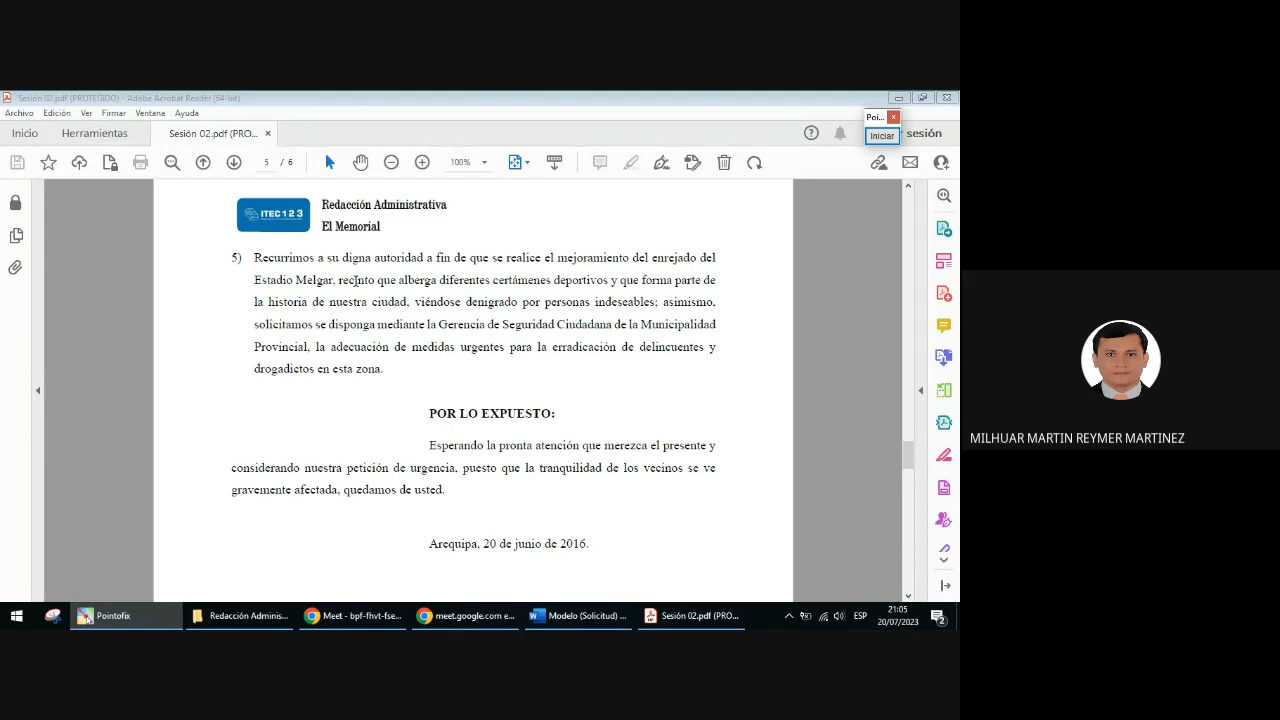 Sesión 02.pdf (PROTEGIDO) - Adobe Acrobat Reader (64-bit)
Archivo Edición Ver Firmar Ventana Ayuda
Poi...
Iniciar
Inicio Herramientas Sesión 02.pdf (PRO... × sesión
5 / 6 100%
ITEC 1 2 3
Redacción Administrativa
El Memorial
5) Recurrimos a su digna autoridad a fin de que se realice el mejoramiento del enrejado del
Estadio Melgar, recinto que alberga diferentes certámenes deportivos y que forma parte de
la historia de nuestra ciudad, viéndose denigrado por personas indeseables; asimismo,
solicitamos se disponga mediante la Gerencia de Seguridad Ciudadana de la Municipalidad
Provincial, la adecuación de medidas urgentes para la erradicación de delincuentes y
drogadictos en esta zona.
POR LO EXPUESTO:
Esperando la pronta atención que merezca el presente y
considerando nuestra petición de urgencia, puesto que la tranquilidad de los vecinos se ve
gravemente afectada, quedamos de usted.
Arequipa, 20 de junio de 2016.
MILHUAR MARTIN REYMER MARTINEZ
Pointofix Redacción Adminis... Meet - bpf-fhvt-fse... meet.google.com e... Modelo (Solicitud) ... Sesión 02.pdf (PRO... ESP
21:05
20/07/2023
2